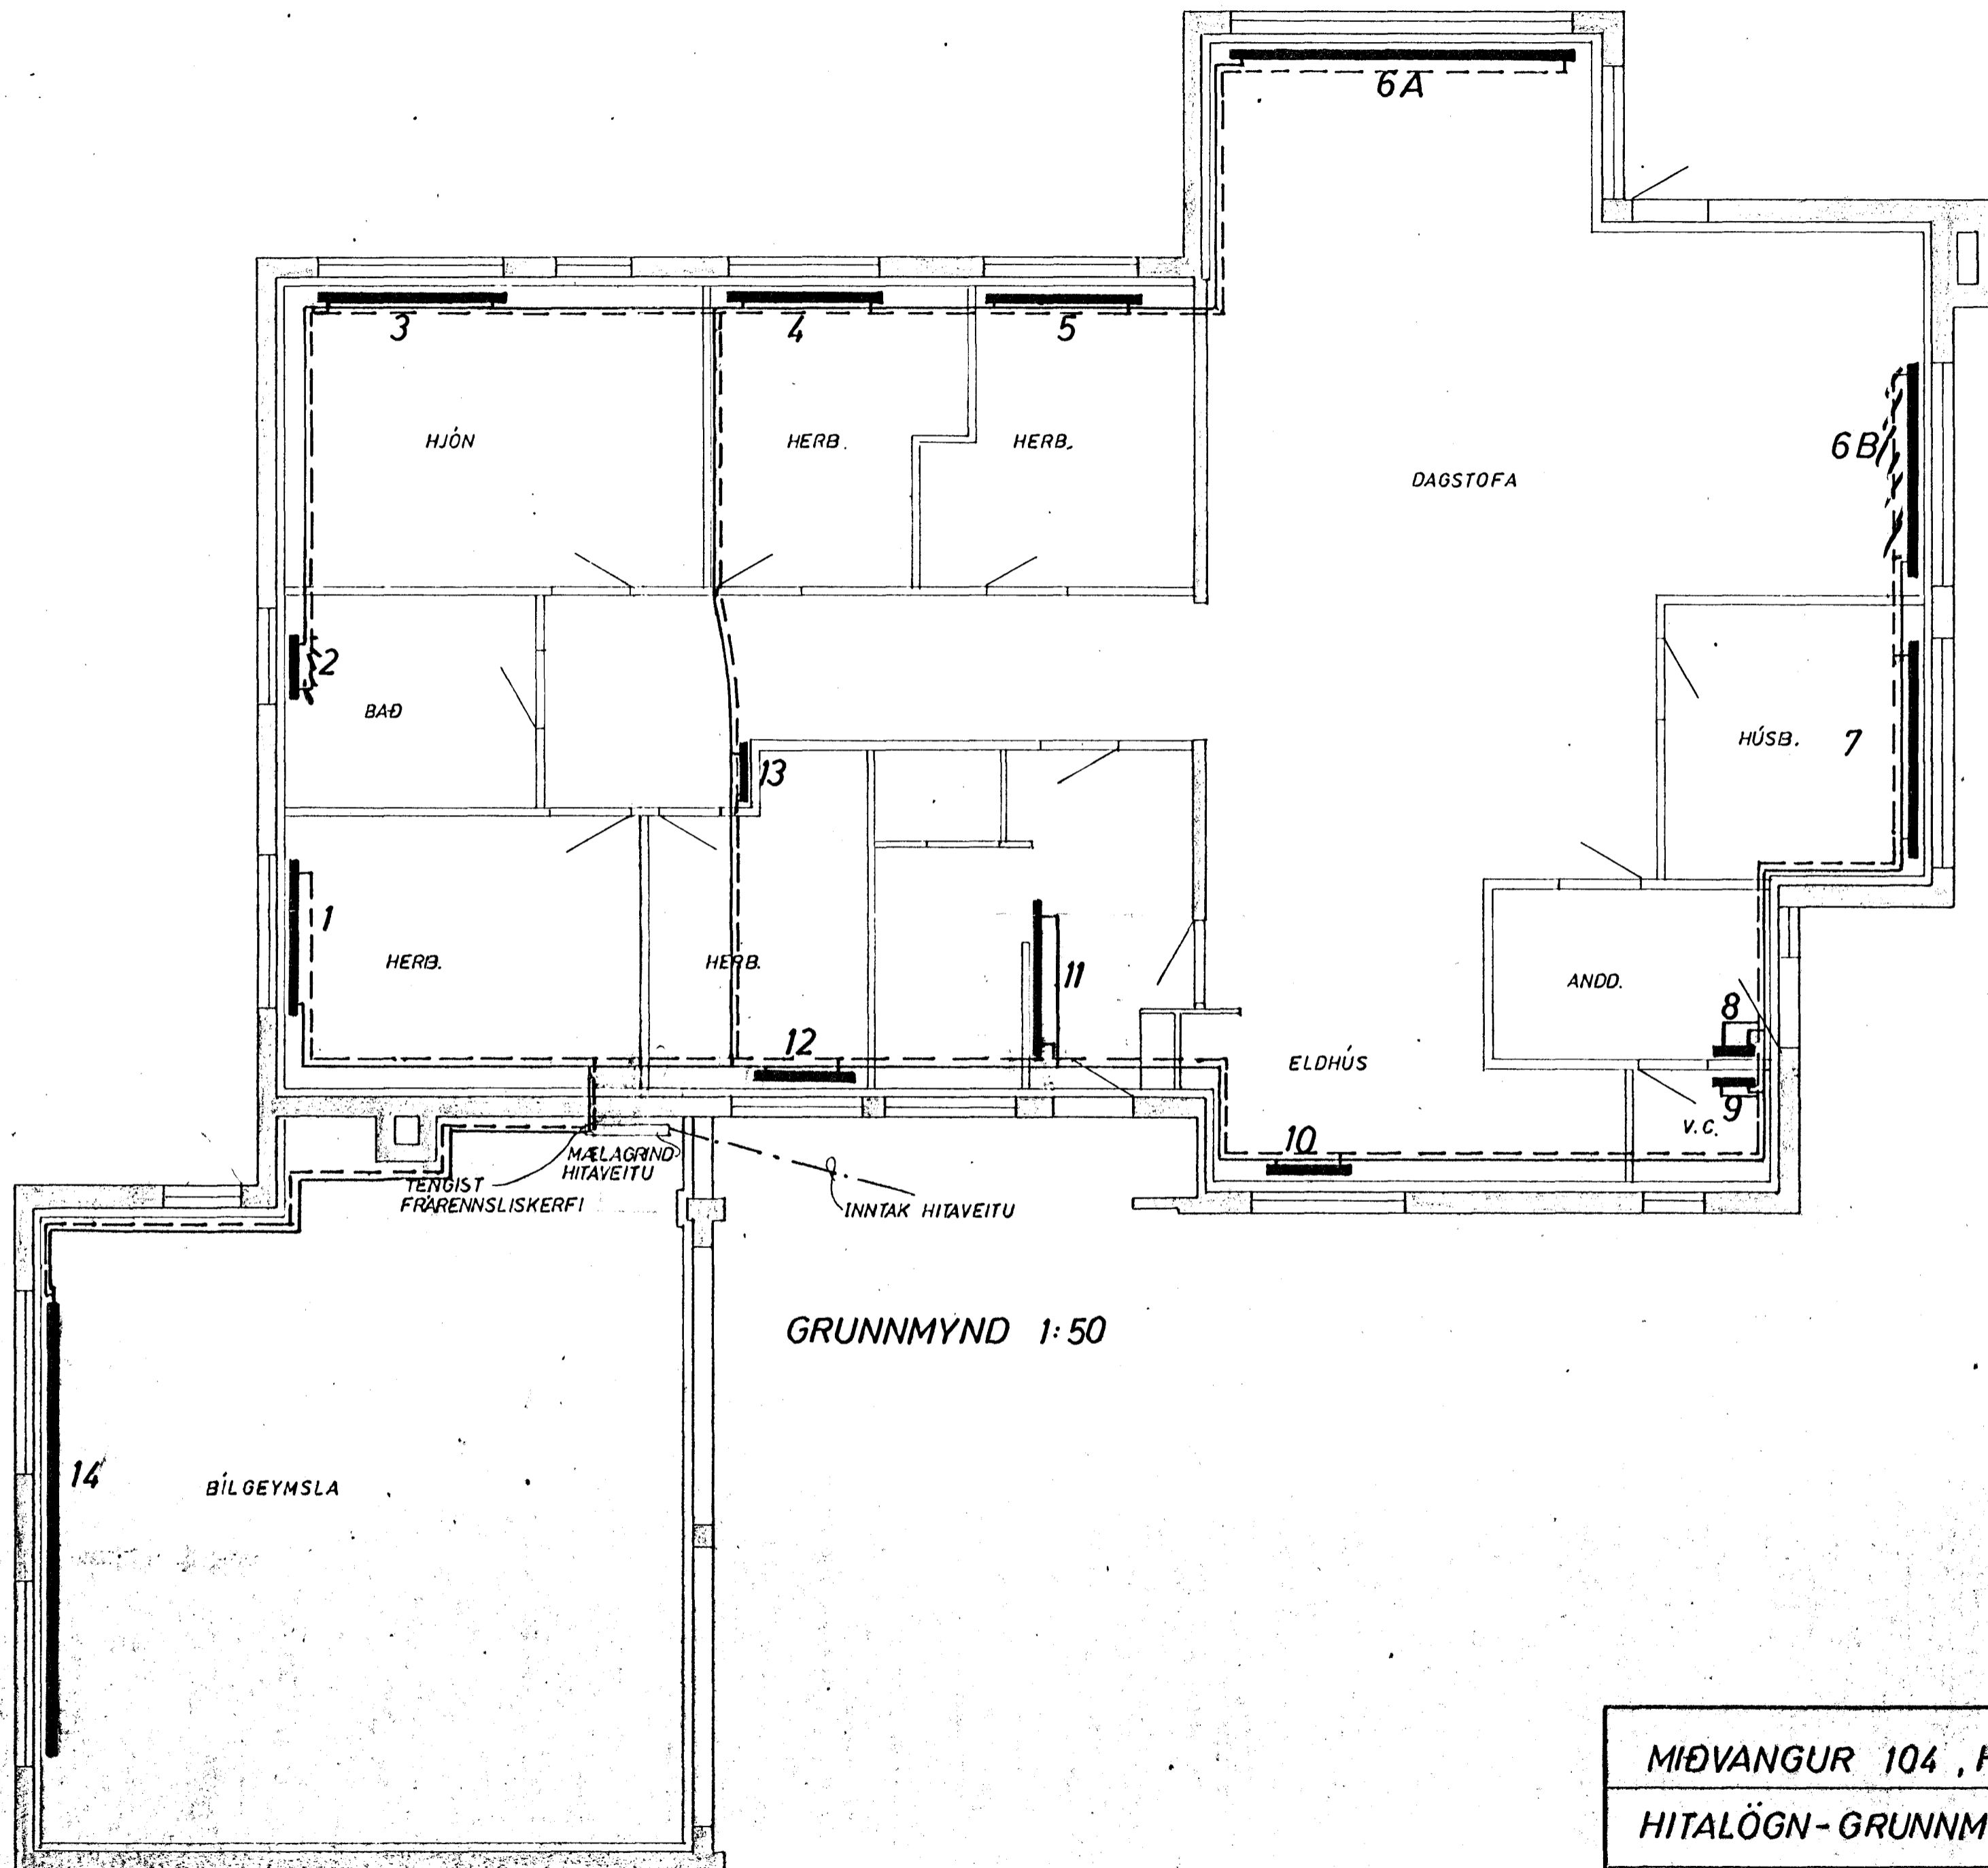 6A
3
4
5
HJÓN
HERB.
HERB.
6B
DAGSTOFA
2
BAÐ
13
HÚSB.
7
1
HERB.
HERB.
11
ANDD.
8
12
ELDHÚS
9
V.C.
10
MÆLAGRIND
HITAVEITU
TENGIST
FRÁRENNSLISKERFI
INNTAK HITAVEITU
GRUNNMYND 1:50
14
BÍLGEYMSLA
MIÐVANGUR 104, H
HITALÖGN - GRUNNM